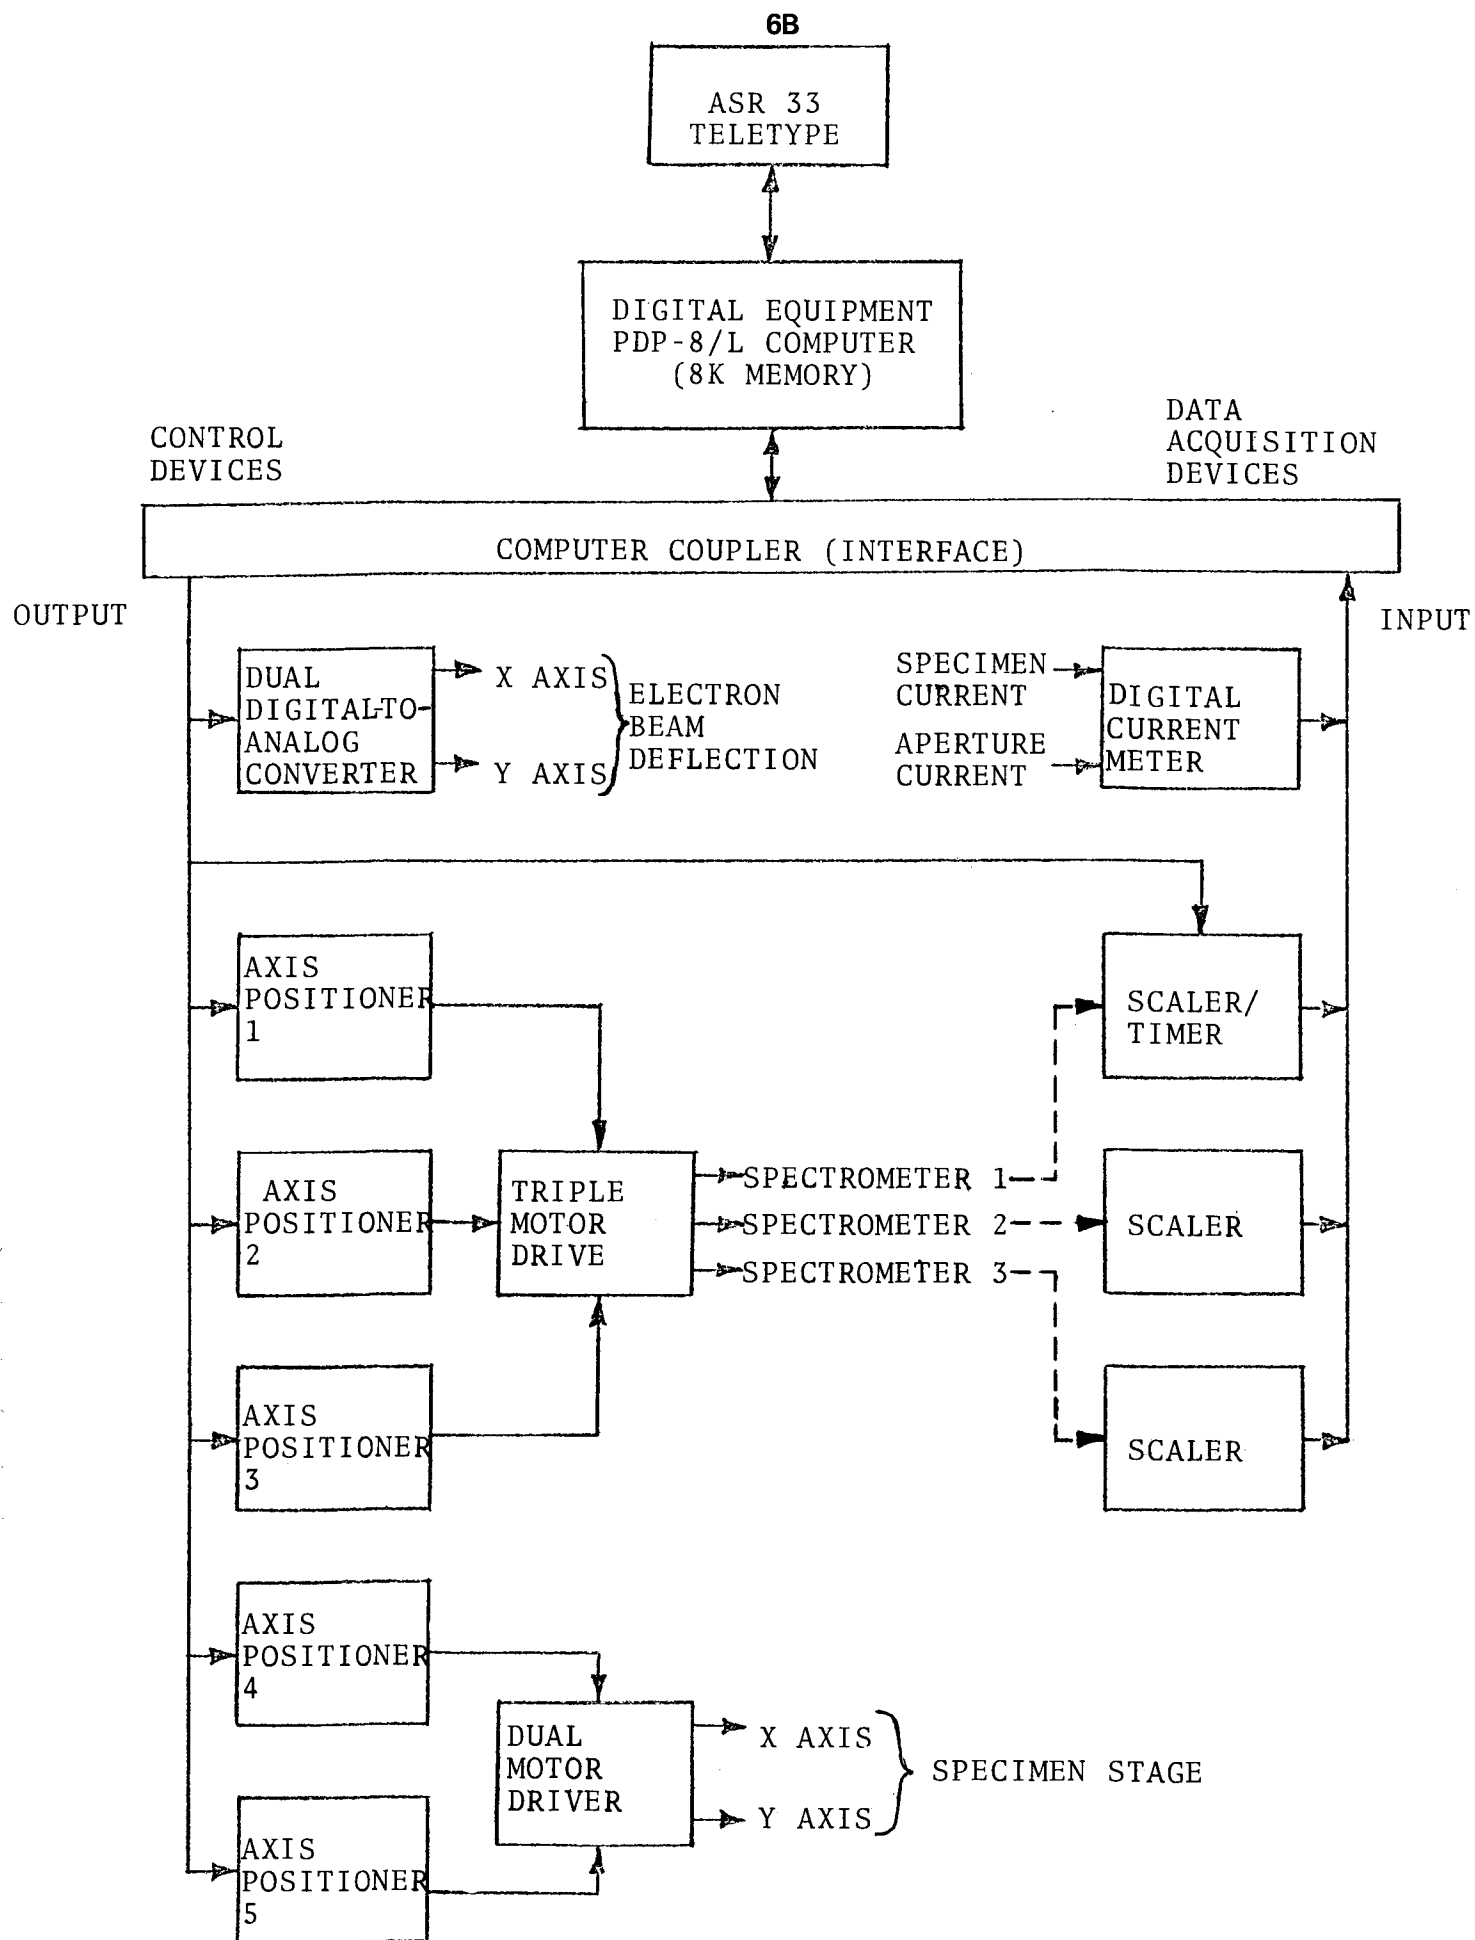 6B
ASR 33
TELETYPE
DIGITAL EQUIPMENT
PDP-8/L COMPUTER
(8K MEMORY)
CONTROL
DEVICES
DATA
ACQUISITION
DEVICES
COMPUTER COUPLER (INTERFACE)
OUTPUT
INPUT
DUAL
DIGITAL-TO-
ANALOG
CONVERTER
X AXIS
Y AXIS
ELECTRON
BEAM
DEFLECTION
SPECIMEN
CURRENT
APERTURE
CURRENT
DIGITAL
CURRENT
METER
AXIS
POSITIONER
1
SCALER/
TIMER
AXIS
POSITIONER
2
TRIPLE
MOTOR
DRIVE
SPECTROMETER 1
SPECTROMETER 2
SPECTROMETER 3
SCALER
AXIS
POSITIONER
3
SCALER
AXIS
POSITIONER
4
DUAL
MOTOR
DRIVER
X AXIS
Y AXIS
SPECIMEN STAGE
AXIS
POSITIONER
5